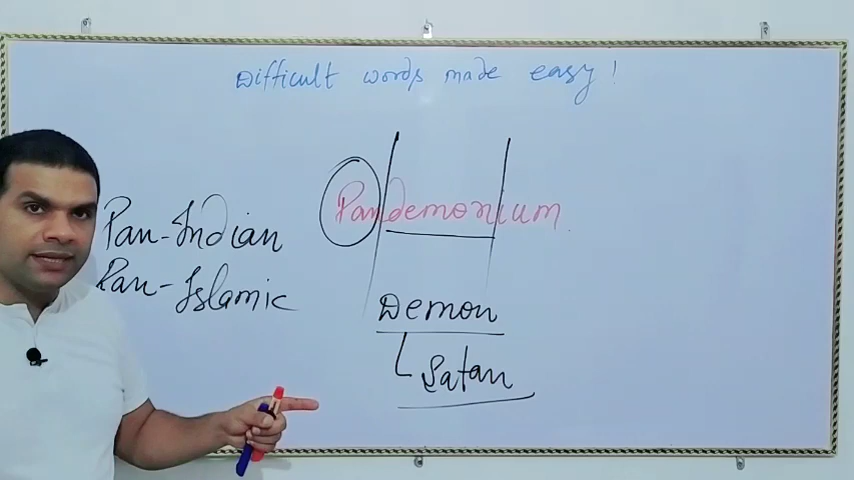 Difficult words made easy!
Pandemonium
Pan-Indian
Pan-Islamic
Demon
Satan